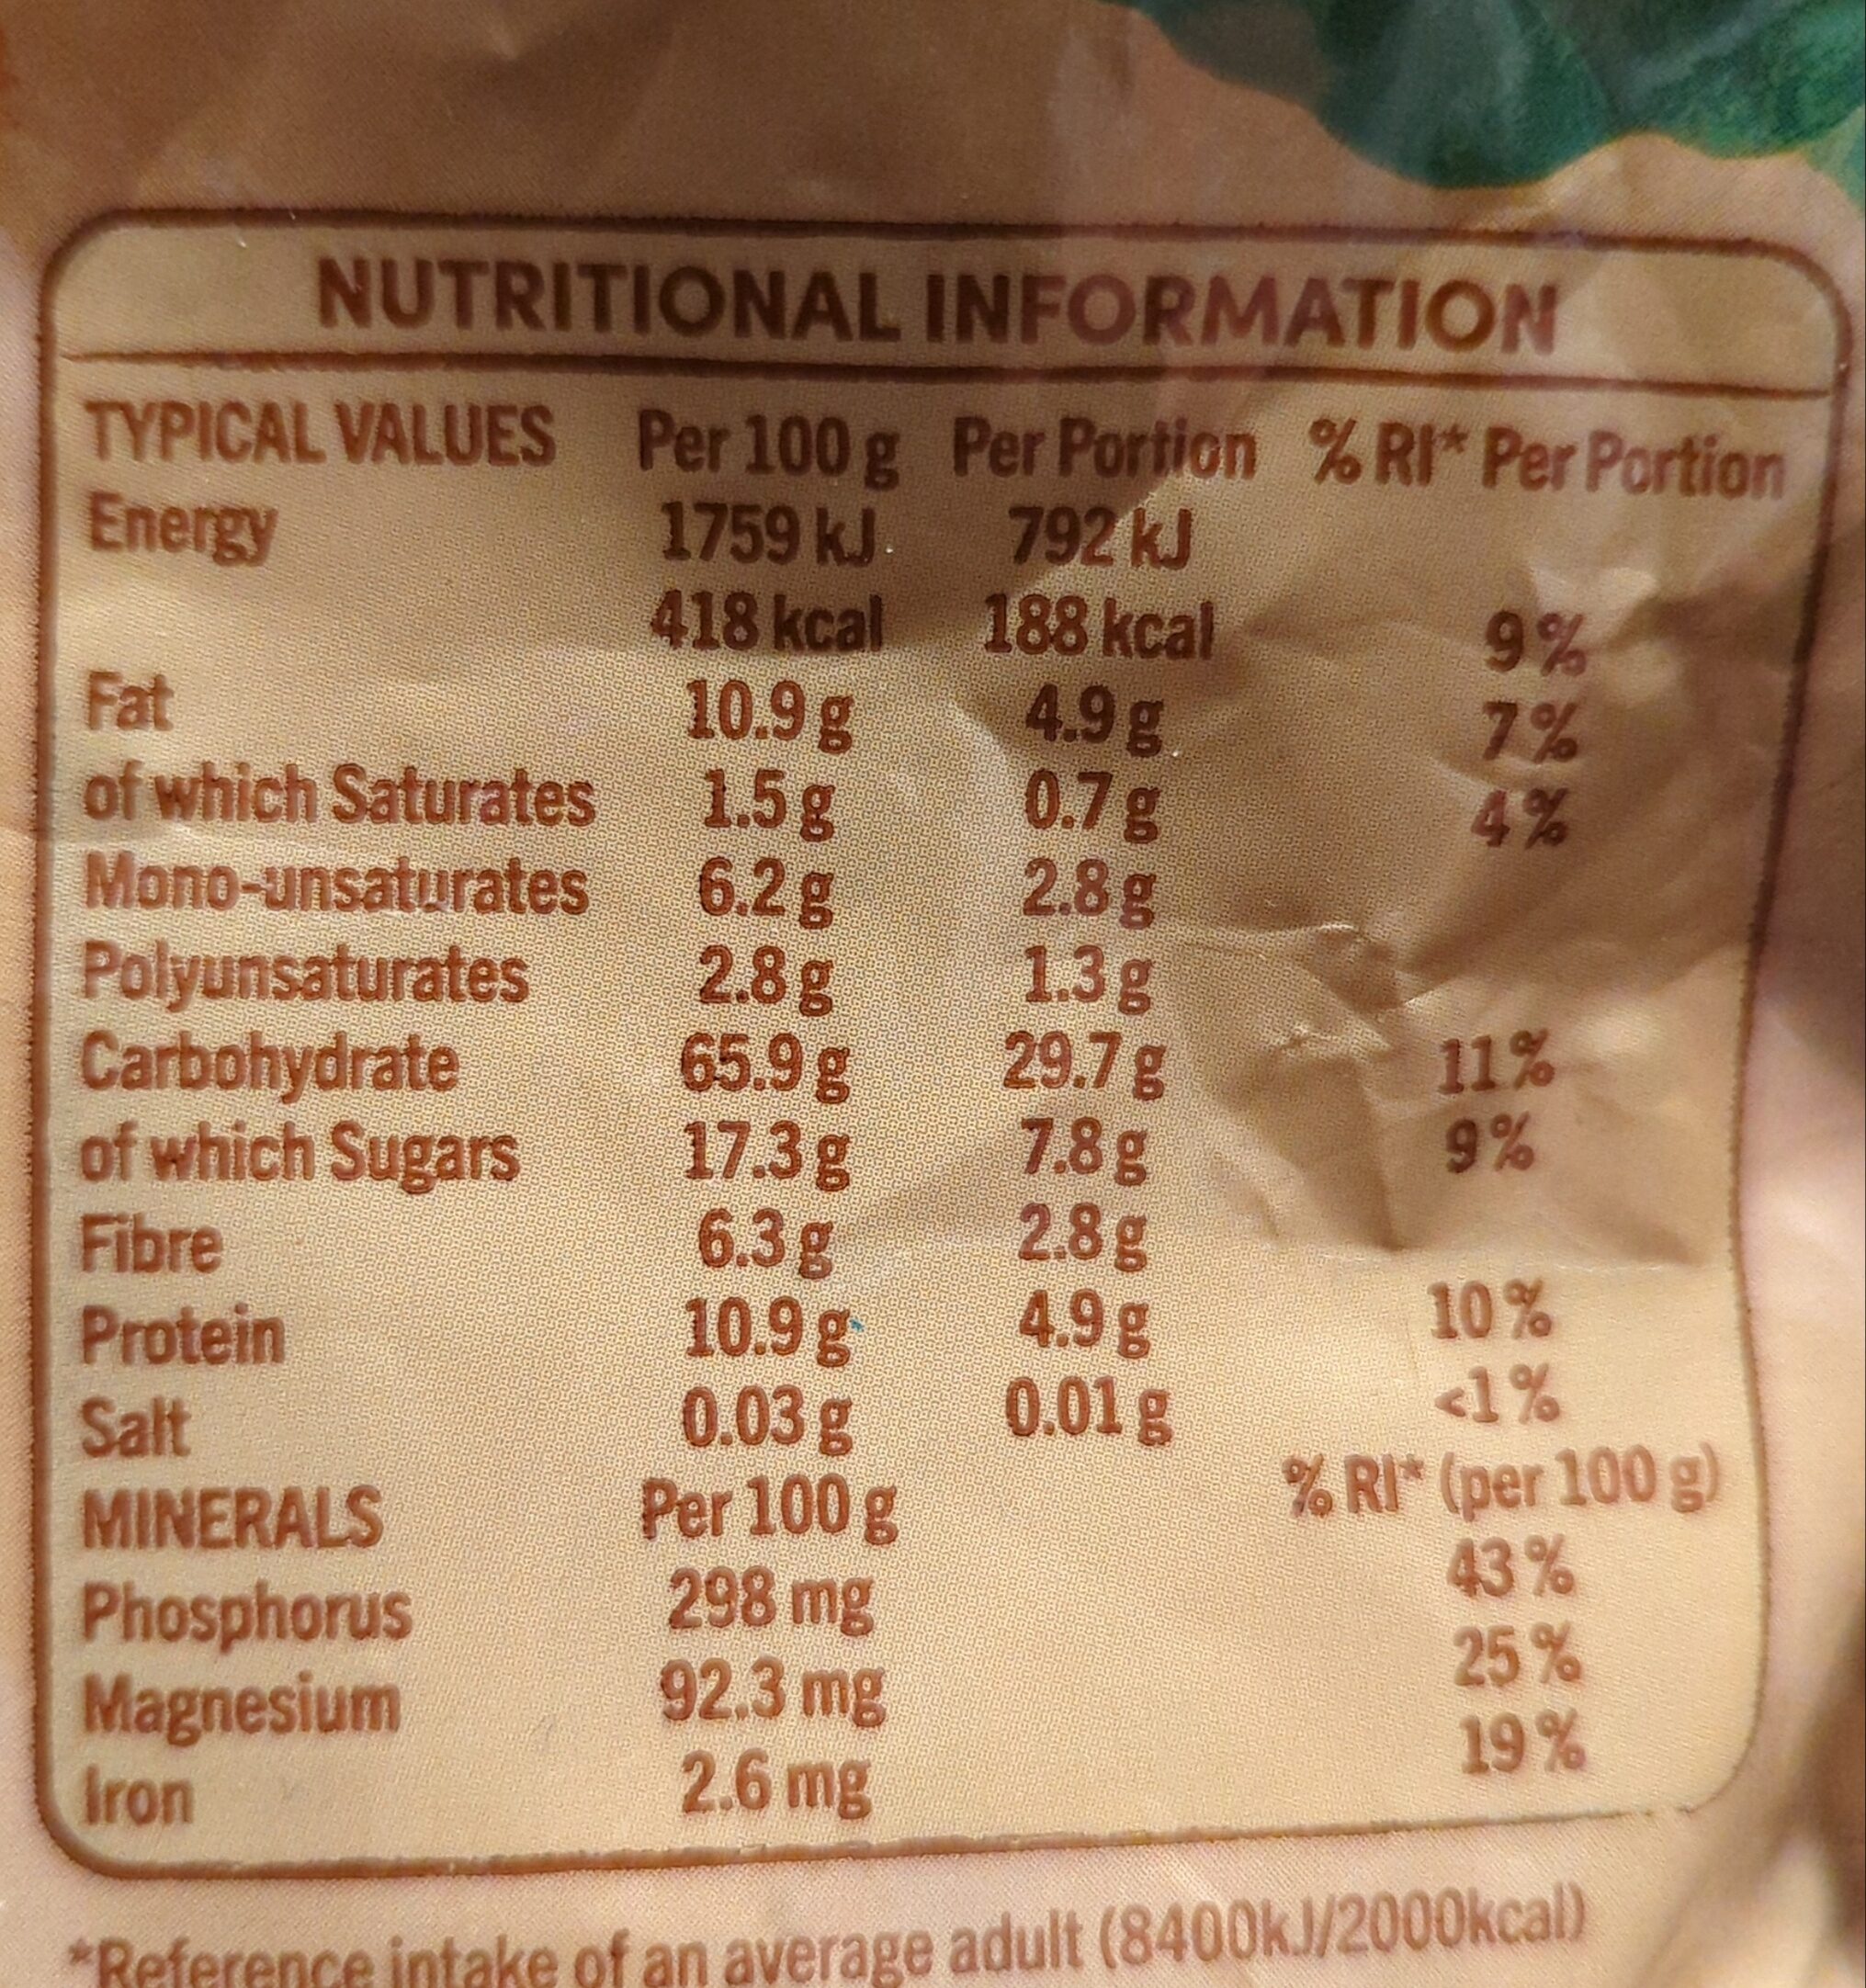 NUTRITIONAL INFORMATION
TYPICAL VALUES Per 100 g Per Portion % RI* Per Portion
Energy 1759 kJ 792 kJ
418 kcal 188 kcal 9%
Fat 10.9 g 4.9 g 7%
of which Saturates 1.5 g 0.7 g 4%
Mono-unsaturates 6.2 g 2.8 g
Polyunsaturates 2.8 g 1.3 g
Carbohydrate 65.9 g 29.7 g 11%
of which Sugars 17.3 g 7.8 g 9%
Fibre 6.3 g 2.8 g
Protein 10.9 g 4.9 g 10%
Salt 0.03 g 0.01 g <1%
MINERALS Per 100 g % RI* (per 100 g)
Phosphorus 298 mg 43%
Magnesium 92.3 mg 25%
Iron 2.6 mg 19%
*Reference intake of an average adult (8400kJ/2000kcal)